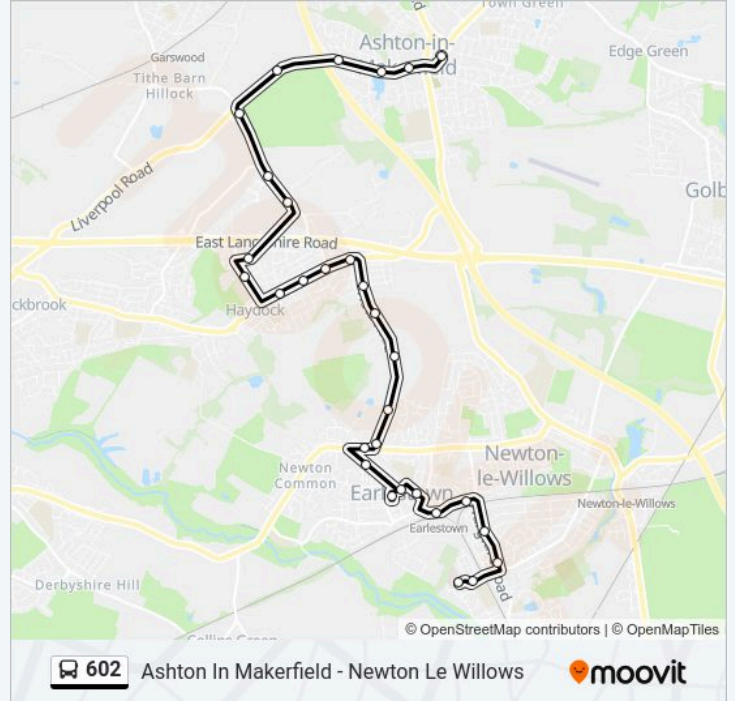 Town Green
Ashton-in-
Garswood
Edge Green
Tithe Barn
Hillock
Liverpool Road
Golb
East Lancashire Road
ckbrook
Haydock
Newton-
le-Willows
Newton
Common
Earlestown
Newton-le-Willows
Earlestown
Derbyshire Hill
© OpenStreetMap contributors | © OpenMapTiles
602 Ashton In Makerfield - Newton Le Willows moovit